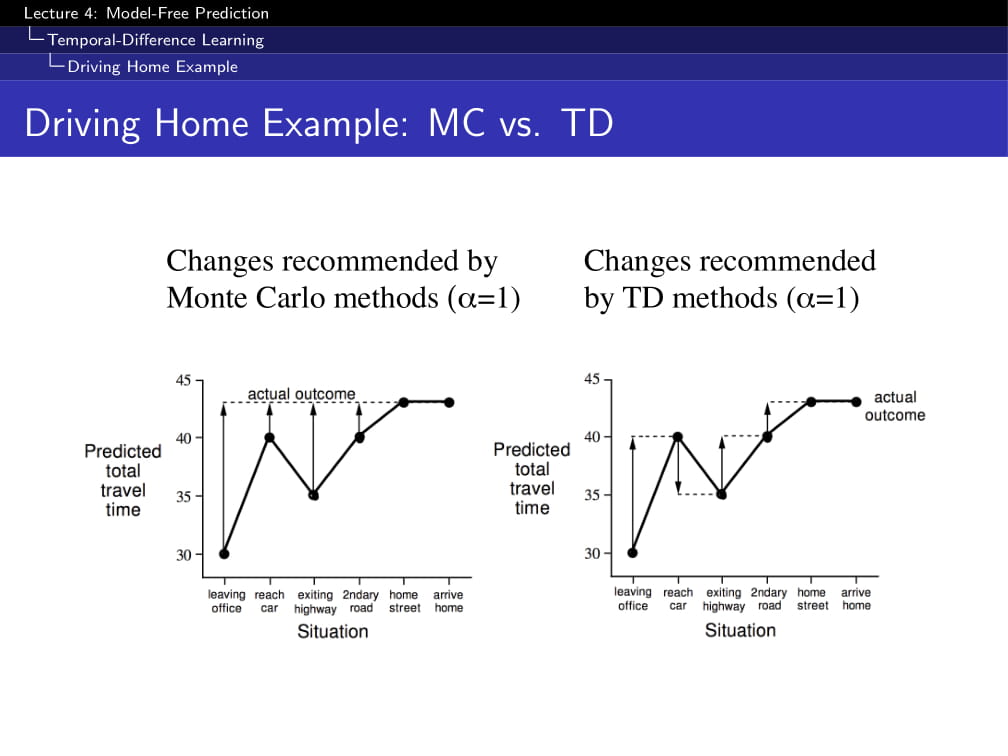 Lecture 4: Model-Free Prediction
Temporal-Difference Learning
Driving Home Example
Driving Home Example: MC vs. TD
Changes recommended by
Monte Carlo methods (α=1)
45
40
35
30
actual outcome
Predicted
total
travel
time
leaving
office
reach
car
exiting
highway
2ndary
road
home
street
arrive
home
Situation
Changes recommended
by TD methods (α=1)
45
40
35
30
actual
outcome
Predicted
total
travel
time
leaving
office
reach
car
exiting
highway
2ndary
road
home
street
arrive
home
Situation